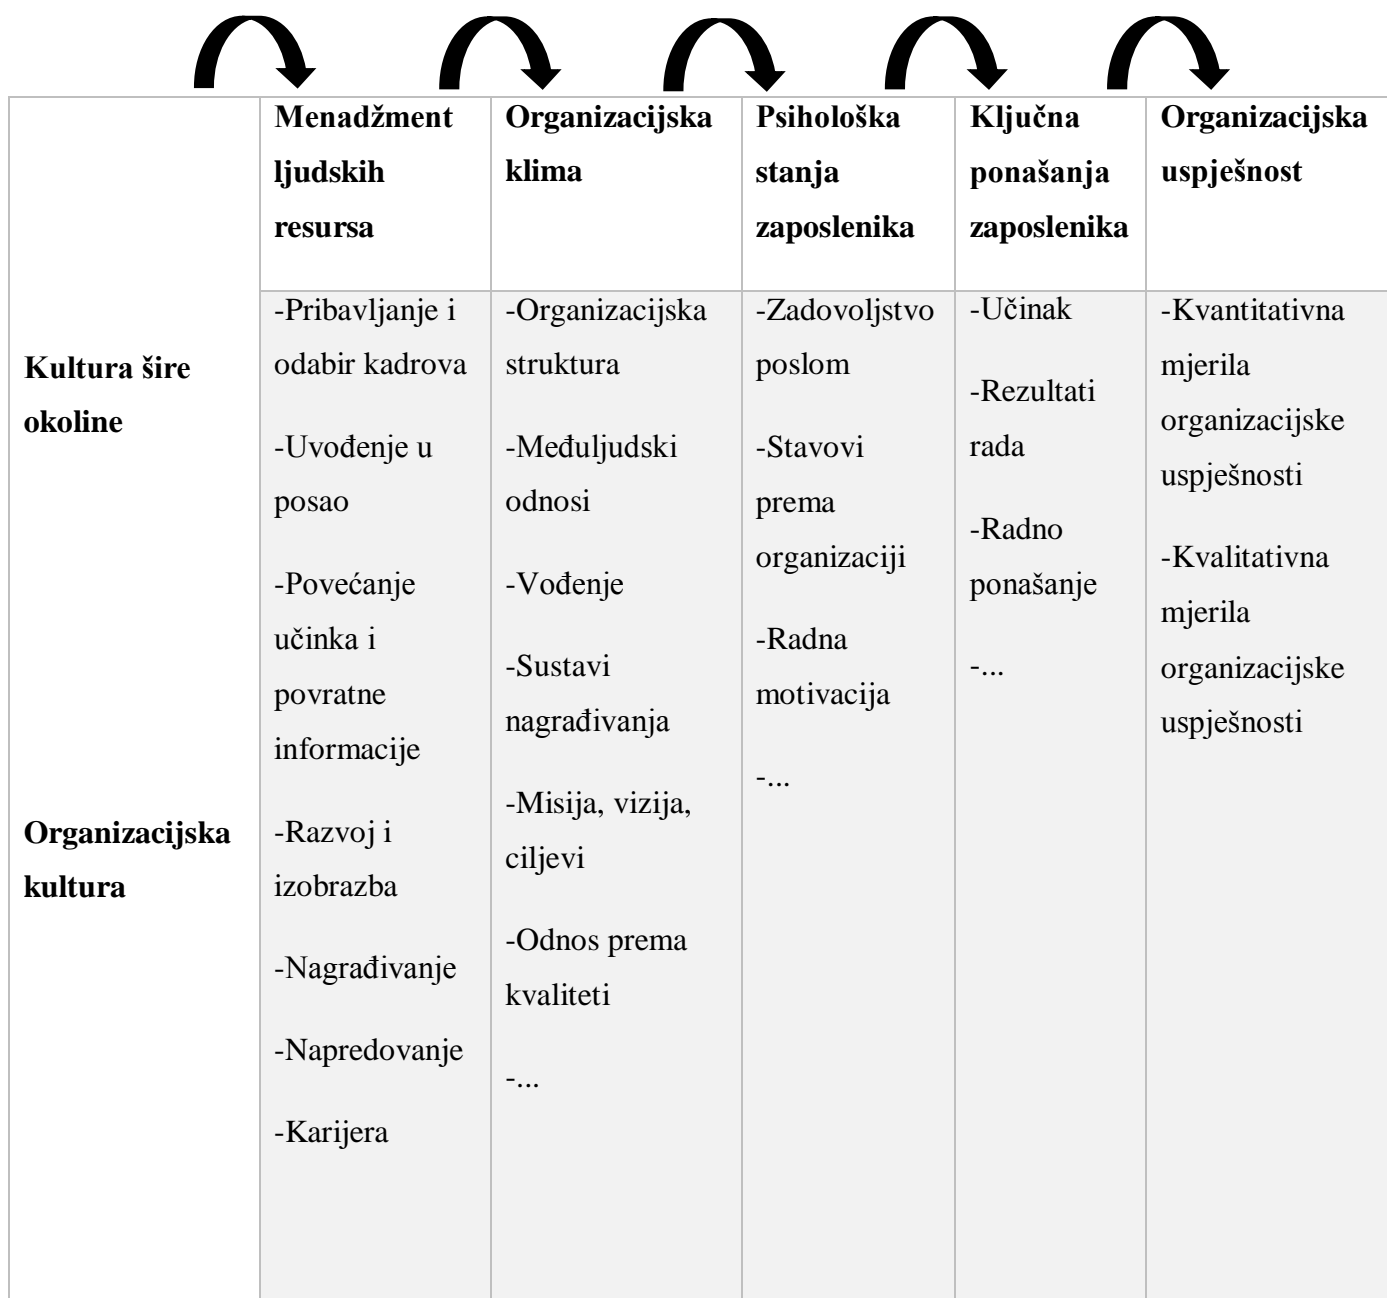 Kultura šire
okoline
Organizacijska
kultura
Menadžment
ljudskih
resursa
-Pribavljanje i
odabir kadrova
-Uvođenje u
posao
-Povećanje
učinka i
povratne
informacije
-Razvoj i
izobrazba
-Nagrađivanje
-Napredovanje
-Karijera
Organizacijska
klima
-Organizacijska
struktura
-Međuljudski
odnosi
-Vođenje
-Sustavi
nagrađivanja
-Misija, vizija,
ciljevi
-Odnos prema
kvaliteti
-...
Psihološka
stanja
zaposlenika
-Zadovoljstvo
poslom
-Stavovi
prema
organizaciji
-Radna
motivacija
-...
Ključna
ponašanja
zaposlenika
-Učinak
-Rezultati
rada
-Radno
ponašanje
-...
Organizacijska
uspješnost
-Kvantitativna
mjerila
organizacijske
uspješnosti
-Kvalitativna
mjerila
organizacijske
uspješnosti